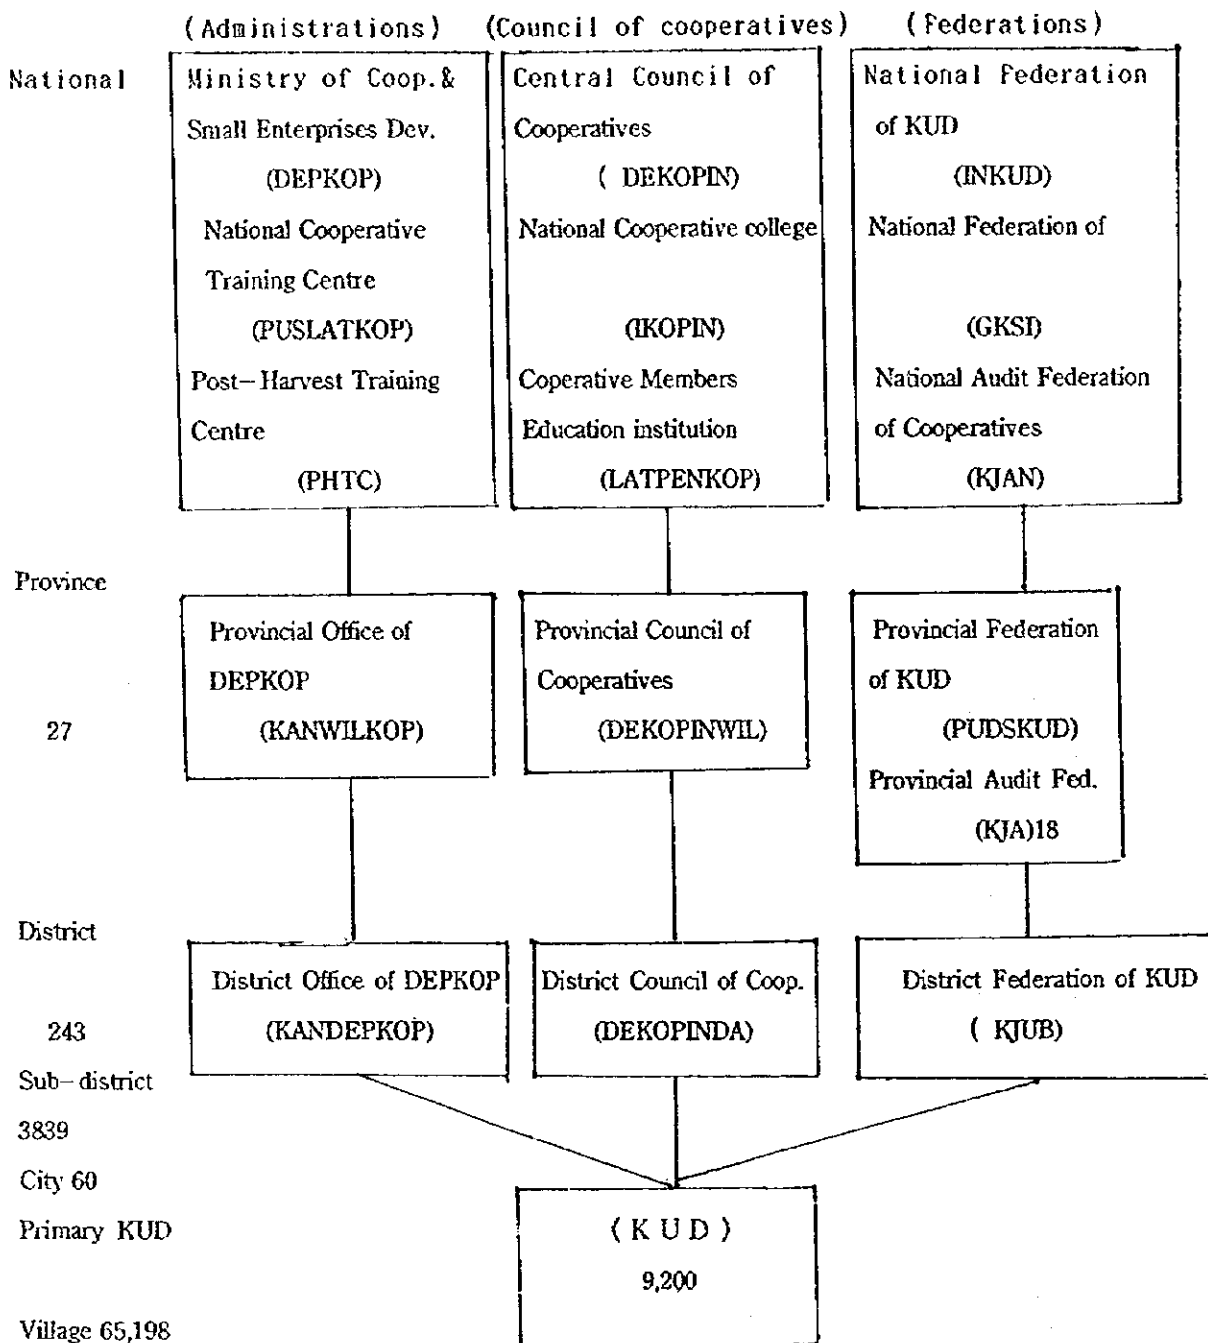 (Administrations) (Council of cooperatives) (Federations)
National
Ministry of Coop.&
Small Enterprises Dev.
(DEPKOP)
National Cooperative
Training Centre
(PUSLATKOP)
Post-Harvest Training
Centre
(PHTC)
Central Council of
Cooperatives
( DEKOPIN)
National Cooperative college
(IKOPIN)
Coperative Members
Education institution
(LATPENKOP)
National Federation
of KUD
(INKUD)
National Federation of
(GKSI)
National Audit Federation
of Cooperatives
(KJAN)
Province
27
Provincial Office of
DEPKOP
(KANWILKOP)
Provincial Council of
Cooperatives
(DEKOPINWIL)
Provincial Federation
of KUD
(PUDSKUD)
Provincial Audit Fed.
(KJA)18
District
243
District Office of DEPKOP
(KANDEPKOP)
District Council of Coop.
(DEKOPINDA)
District Federation of KUD
( KJUB)
Sub-district
3839
City 60
Primary KUD
(KUD)
9,200
Village 65,198